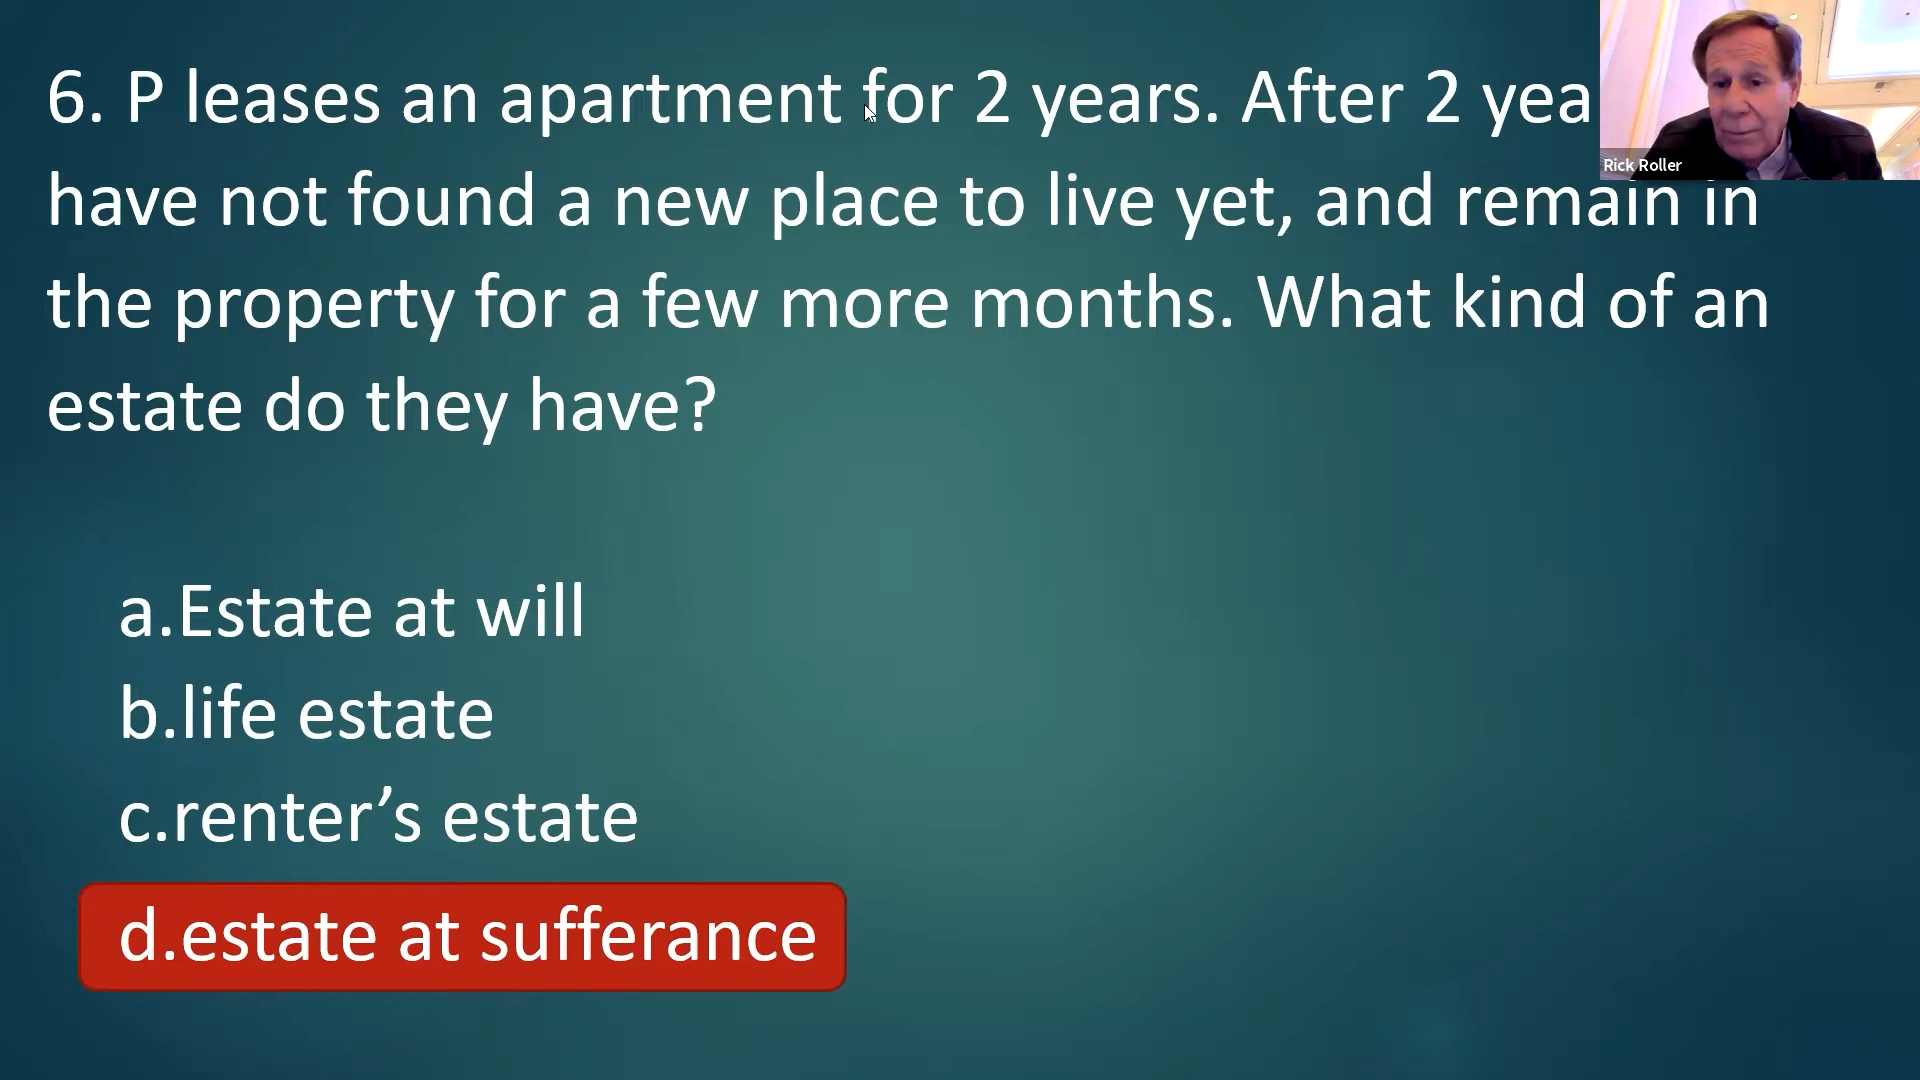 6. P leases an apartment for 2 years. After 2 yea
Rick Roller
have not found a new place to live yet, and remain in
the property for a few more months. What kind of an
estate do they have?
a.Estate at will
b.life estate
c.renter’s estate
d.estate at sufferance